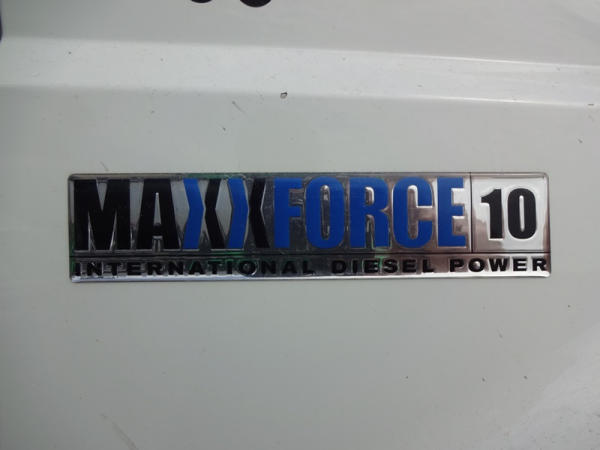 MAXXFORCE 10
INTERNATIONAL DIESEL POWER